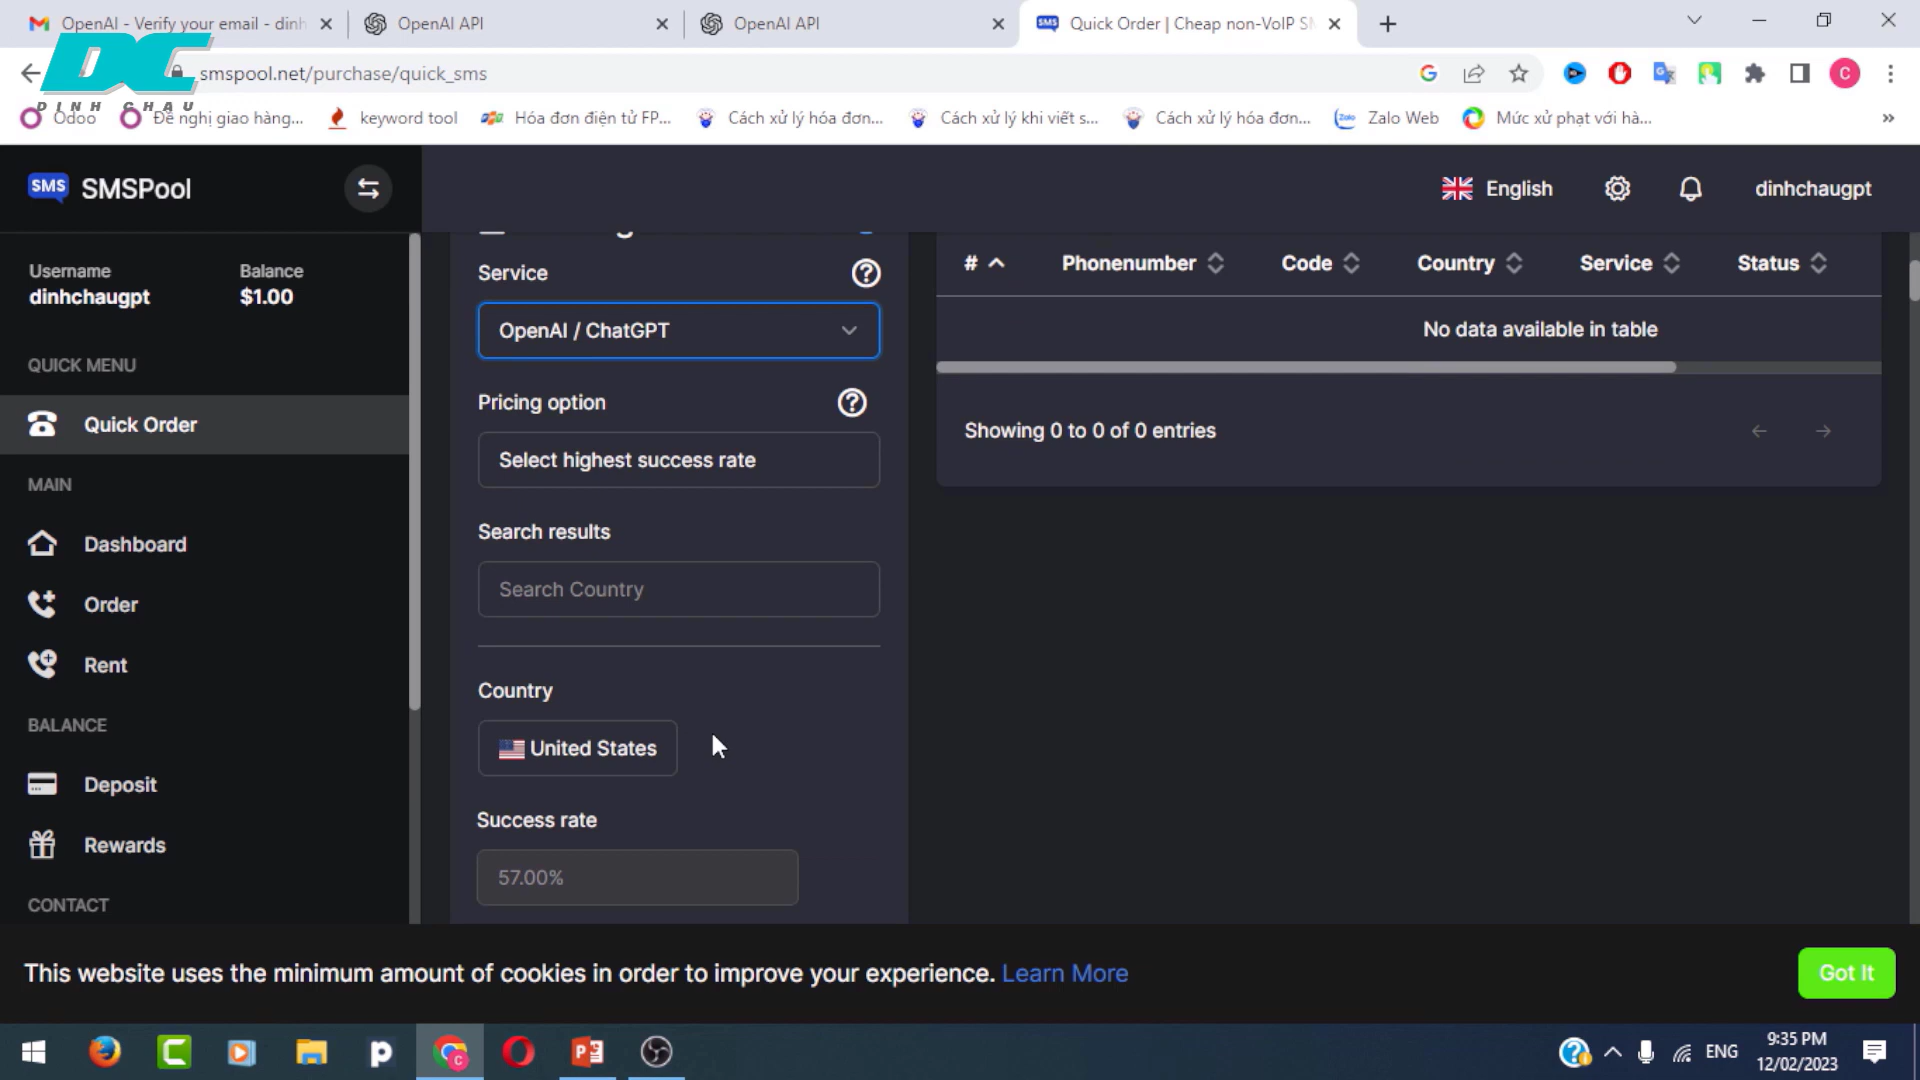 OpenAI - Verify your email - dinh
OpenAI API
OpenAI API
Quick Order | Cheap non-VoIP SM
DC
DINH CHAU
smspool.net/purchase/quick_sms
C
Odoo
Đề nghị giao hàng...
keyword tool
Hóa đơn điện tử FP...
Cách xử lý hóa đơn...
Cách xử lý khi viết s...
Cách xử lý hóa đơn...
Zalo Web
Mức xử phạt với hà...
»
SMS SMSPool
English
dinhchaugpt
Username
dinhchaugpt
Balance
$1.00
QUICK MENU
Quick Order
MAIN
Dashboard
Order
Rent
BALANCE
Deposit
Rewards
CONTACT
Service
OpenAI / ChatGPT
Pricing option
Select highest success rate
Search results
Search Country
Country
United States
Success rate
57.00%
# Phonenumber Code Country Service Status
No data available in table
Showing 0 to 0 of 0 entries
This website uses the minimum amount of cookies in order to improve your experience. Learn More
Got It
ENG
9:35 PM
12/02/2023